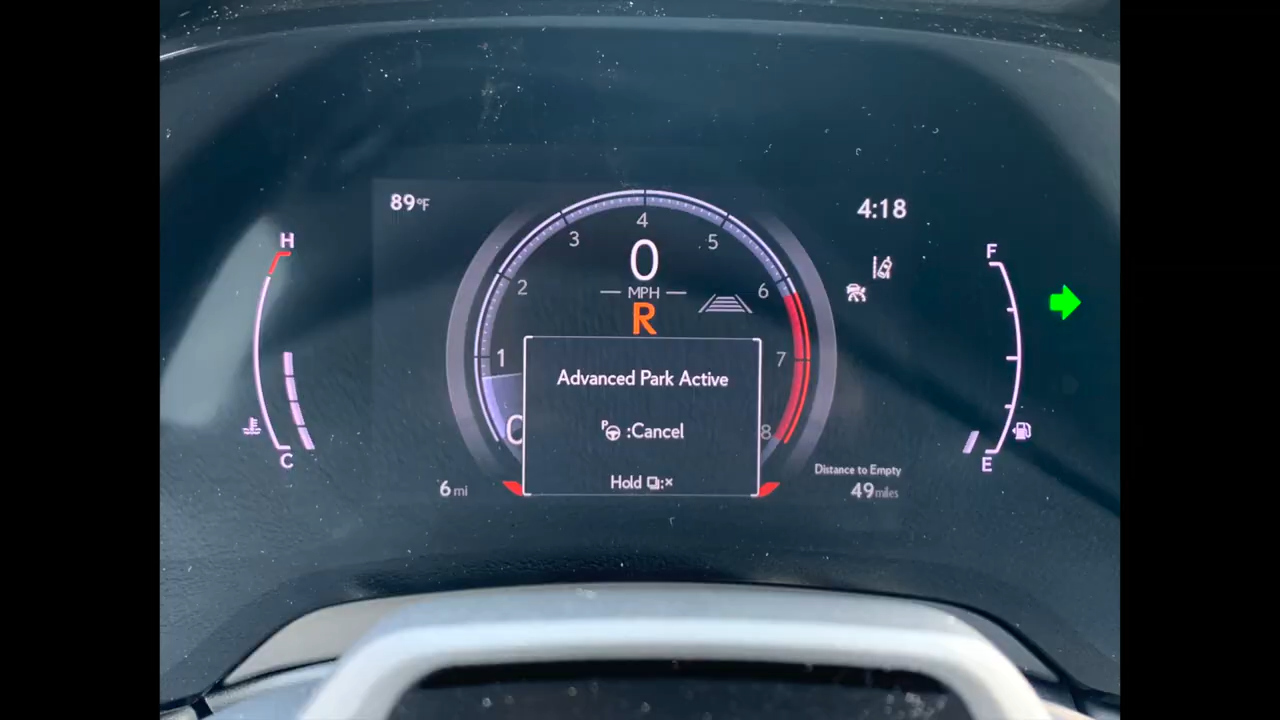 89°F
4:18
H
C
0
1
2
3
4
5
6
7
8
0
MPH
R
Advanced Park Active
P :Cancel
Hold :×
F
E
6 mi
Distance to Empty
49 miles